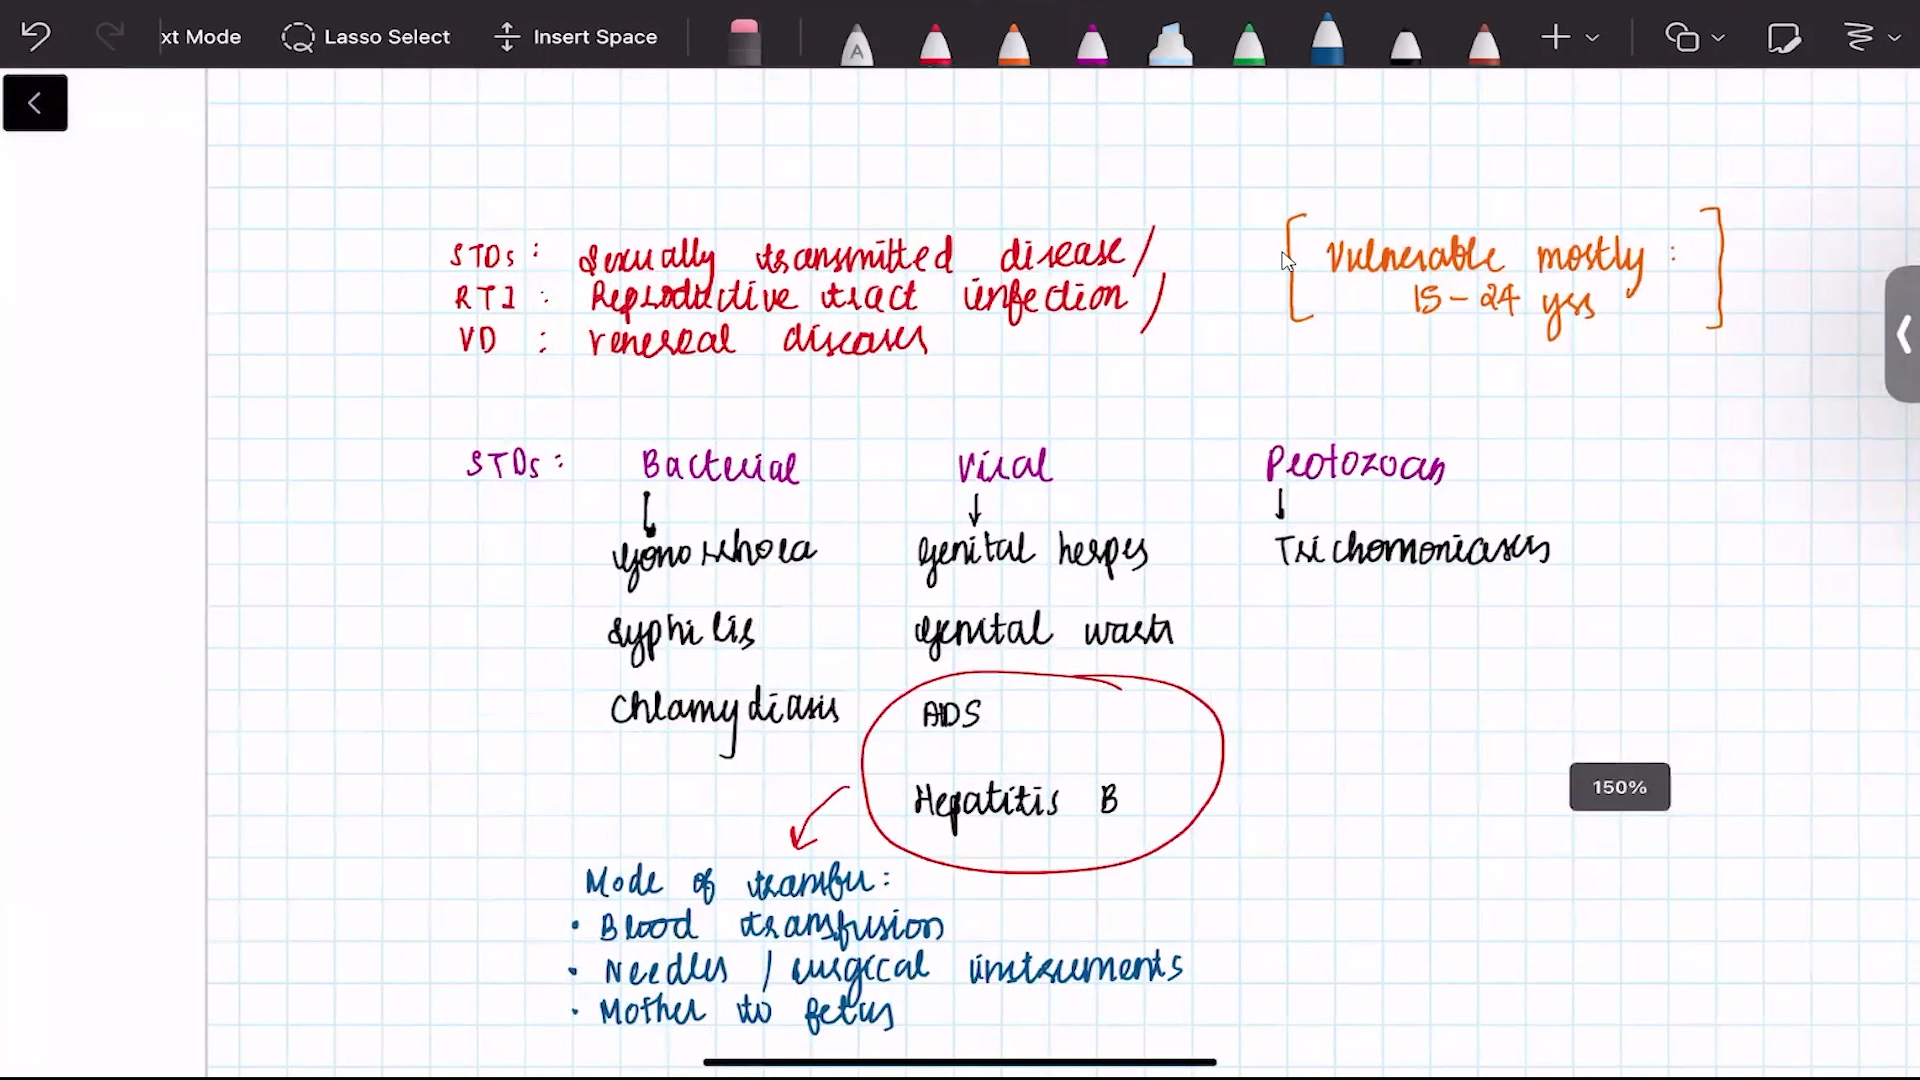 xt Mode Lasso Select Insert Space
A
STDs : Sexually transmitted disease/
RTI : Reproductive tract infection/
VD : venereal diseases
[ Vulnerable mostly :
15 - 24 yrs ]
STDs : Bacterial Viral Protozoan
Gonorrhoea Genital herpes Trichomoniasis
Syphilis Genital warts
Chlamydiasis AIDS
Hepatitis B
150%
Mode of transfer :
• Blood transfusion
• Needles / surgical instruments
• Mother to fetus